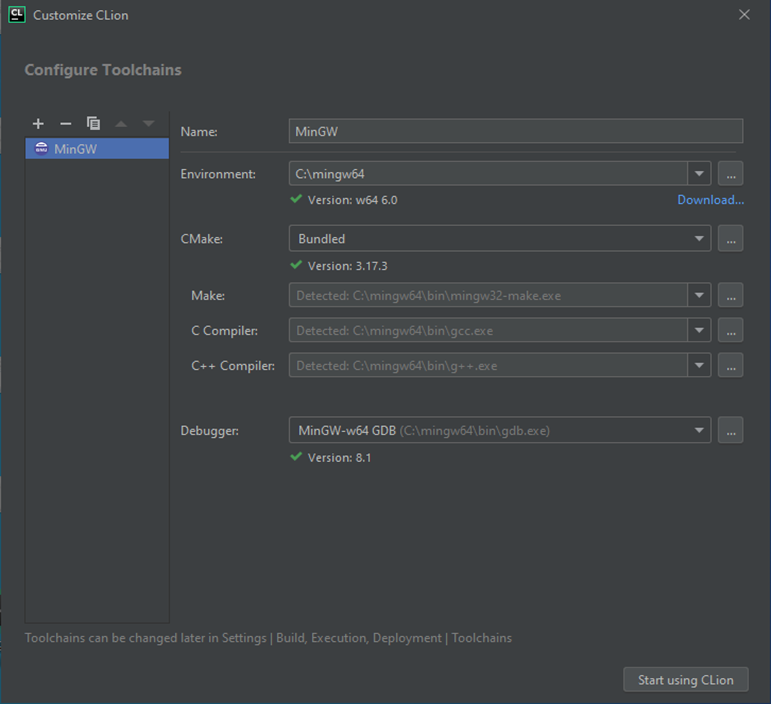 CL Customize CLion
Configure Toolchains
GNU MinGW
Name: MinGW
Environment: C:\mingw64 ...
Version: w64 6.0 Download...
CMake: Bundled ...
Version: 3.17.3
Make: Detected: C:\mingw64\bin\mingw32-make.exe ...
C Compiler: Detected: C:\mingw64\bin\gcc.exe ...
C++ Compiler: Detected: C:\mingw64\bin\g++.exe ...
Debugger: MinGW-w64 GDB (C:\mingw64\bin\gdb.exe) ...
Version: 8.1
Toolchains can be changed later in Settings | Build, Execution, Deployment | Toolchains
Start using CLion